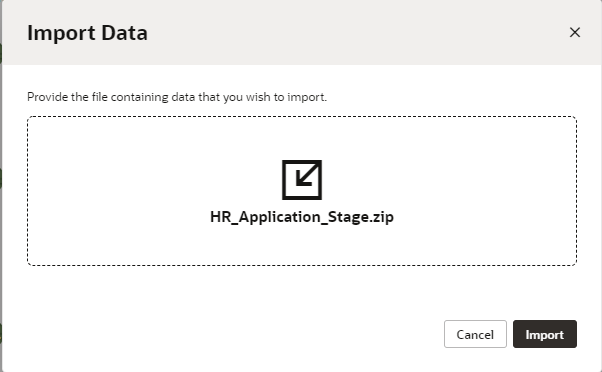 Import Data
Provide the file containing data that you wish to import.
HR_Application_Stage.zip
Cancel
Import